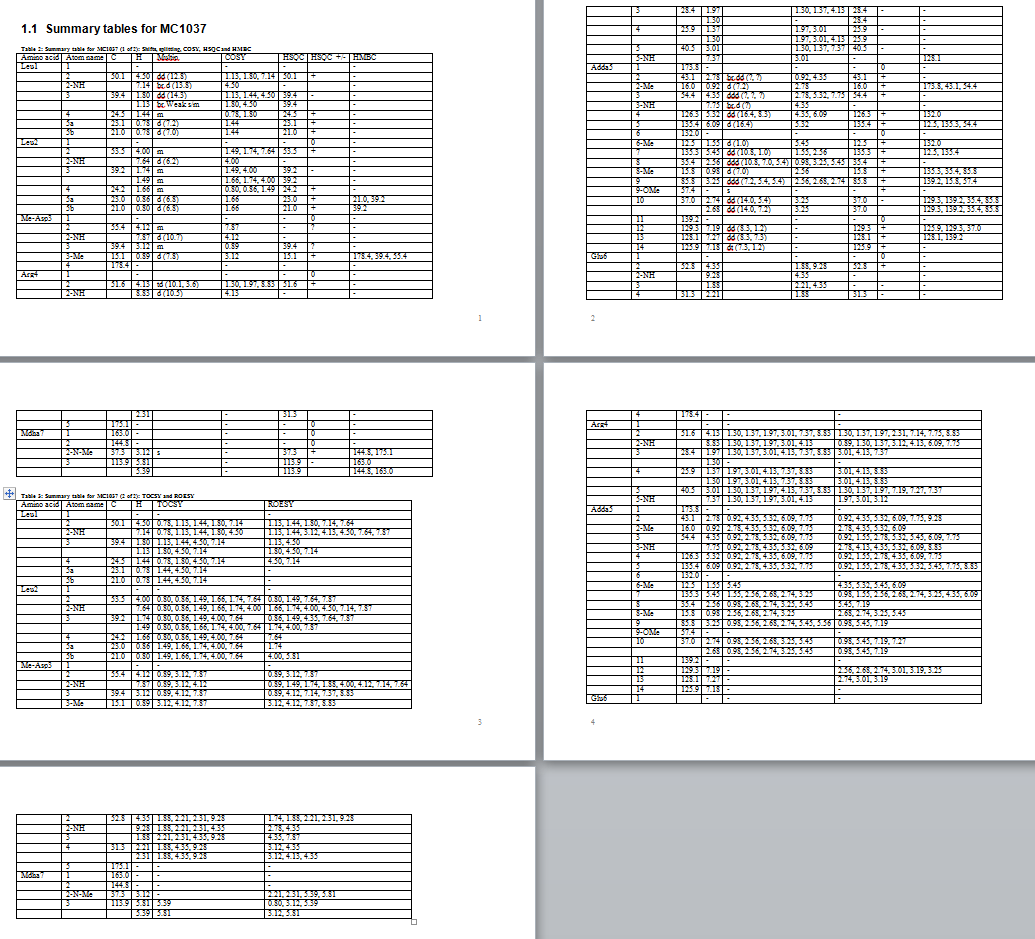 1.1 Summary tables for MC1037
Table 2: Summary table for MC1037 (1 of 2): Shifts, splitting, COSY, HSQC and HMBC
Amino acid Atom name C H Multip. COSY HSQC HSQC +/- HMBC
Leu1 1 - - - - - -
2 50.1 4.50 dd (12.8) 1.13, 1.80, 7.14 50.1 + -
2-NH 7.14 br.d (13.8) 4.50 - - -
3 39.4 1.80 dd (14.3) 1.13, 1.44, 4.50 39.4 - -
1.13 br. Weak s/m 1.80, 4.50 39.4 -
4 24.5 1.44 m 0.78, 1.80 24.5 + -
5a 23.1 0.78 d (7.2) 1.44 23.1 + -
5b 21.0 0.78 d (7.0) 1.44 21.0 + -
Leu2 1 - - - 0 -
2 53.5 4.00 m 1.49, 1.74, 7.64 53.5 + -
2-NH 7.64 d (6.2) 4.00 - -
3 39.2 1.74 m 1.49, 4.00 39.2 - -
1.49 m 1.66, 1.74, 4.00 39.2 -
4 24.2 1.66 m 0.80, 0.86, 1.49 24.2 + -
5a 23.0 0.86 d (6.8) 1.66 23.0 + 21.0, 39.2
5b 21.0 0.80 d (6.8) 1.66 21.0 + 39.2
Me-Asp3 1 - - - 0 -
2 55.4 4.12 m 7.87 - ? -
2-NH 7.87 d (10.7) 4.12 - -
3 39.4 3.12 m 0.89 39.4 ? -
3-Me 15.1 0.89 d (7.8) 3.12 15.1 + 178.4, 39.4, 55.4
4 178.4 - - - -
Arg4 1 - - - 0 -
2 51.6 4.13 td (10.1, 3.6) 1.30, 1.97, 8.83 51.6 + -
2-NH 8.83 d (10.5) 4.13 - -
1
3 28.4 1.97 1.30, 1.37, 4.13 28.4 - -
1.30 - 28.4 -
4 25.9 1.37 1.97, 3.01 25.9 - -
1.30 1.97, 3.01, 4.13 25.9 -
5 40.5 3.01 1.30, 1.37, 7.37 40.5 - -
5-NH 7.37 3.01 - 128.1
Adda5 1 173.8 - - - 0 -
2 43.1 2.78 br.dd (?, ?) 0.92, 4.35 43.1 + -
2-Me 16.0 0.92 d (7.2) 2.78 16.0 + 173.8, 43.1, 54.4
3 54.4 4.35 ddd (?, ?, ?) 2.78, 5.32, 7.75 54.4 + -
3-NH 7.75 br.d (?) 4.35 - -
4 126.3 5.32 dd (16.4, 8.3) 4.35, 6.09 126.3 + 132.0
5 135.4 6.09 d (16.4) 5.32 135.4 + 12.5, 135.3, 54.4
6 132.0 - - - 0 -
6-Me 12.5 1.55 d (1.0) 5.45 12.5 + 132.0
7 135.3 5.45 dd (10.8, 1.0) 1.55, 2.56 135.3 + 12.5, 135.4
8 35.4 2.56 ddd (10.8, 7.0, 5.4) 0.98, 3.25, 5.45 35.4 + -
8-Me 15.8 0.98 d (7.0) 2.56 15.8 + 135.3, 35.4, 85.8
9 85.8 3.25 ddd (7.2, 5.4, 5.4) 2.56, 2.68, 2.74 85.8 + 139.2, 15.8, 57.4
9-OMe 57.4 - s - + -
10 37.0 2.74 dd (14.0, 5.4) 3.25 37.0 - 129.3, 139.2, 35.4, 85.8
2.68 dd (14.0, 7.2) 3.25 37.0 129.3, 139.2, 35.4, 85.8
11 139.2 - - - 0 -
12 129.3 7.19 dd (8.3, 1.2) - 129.3 + 125.9, 129.3, 37.0
13 128.1 7.27 dd (8.3, 7.3) - 128.1 + 128.1, 139.2
14 125.9 7.18 tt (7.3, 1.2) - 125.9 + -
Glu6 1 - - - 0 -
2 52.8 4.35 1.88, 9.28 52.8 + -
2-NH 9.28 4.35 - -
3 1.88 2.21, 4.35 - -
4 31.3 2.21 1.88 31.3 - -
2
2.31 - 31.3 -
5 175.1 - - - 0 -
Mdha7 1 163.0 - - - 0 -
2 144.8 - - - 0 -
2-N-Me 37.3 3.12 s - 37.3 + 144.8, 175.1
3 113.9 5.81 - 113.9 - 163.0
5.39 - 113.9 144.8, 163.0
Table 3: Summary table for MC1037 (2 of 2): TOCSY and ROESY
Amino acid Atom name C H TOCSY ROESY
Leu1 1 - - - -
2 50.1 4.50 0.78, 1.13, 1.44, 1.80, 7.14 1.13, 1.44, 1.80, 7.14, 7.64
2-NH 7.14 0.78, 1.13, 1.44, 1.80, 4.50 1.13, 1.44, 3.12, 4.13, 4.50, 7.64, 7.87
3 39.4 1.80 1.13, 1.44, 4.50, 7.14 1.13, 4.50
1.13 1.80, 4.50, 7.14 1.80, 4.50, 7.14
4 24.5 1.44 0.78, 1.80, 4.50, 7.14 4.50, 7.14
5a 23.1 0.78 1.44, 4.50, 7.14 -
5b 21.0 0.78 1.44, 4.50, 7.14 -
Leu2 1 - - - -
2 53.5 4.00 0.80, 0.86, 1.49, 1.66, 1.74, 7.64 0.80, 1.49, 7.64, 7.87
2-NH 7.64 0.80, 0.86, 1.49, 1.66, 1.74, 4.00 1.66, 1.74, 4.00, 4.50, 7.14, 7.87
3 39.2 1.74 0.80, 0.86, 1.49, 4.00, 7.64 0.86, 1.49, 4.35, 7.64, 7.87
1.49 0.80, 0.86, 1.66, 1.74, 4.00, 7.64 1.74, 4.00, 7.87
4 24.2 1.66 0.80, 0.86, 1.49, 4.00, 7.64 7.64
5a 23.0 0.86 1.49, 1.66, 1.74, 4.00, 7.64 1.74
5b 21.0 0.80 1.49, 1.66, 1.74, 4.00, 7.64 4.00, 5.81
Me-Asp3 1 - - - -
2 55.4 4.12 0.89, 3.12, 7.87 0.89, 3.12, 7.87
2-NH 7.87 0.89, 3.12, 4.12 0.89, 1.49, 1.74, 1.88, 4.00, 4.12, 7.14, 7.64
3 39.4 3.12 0.89, 4.12, 7.87 0.89, 4.12, 7.14, 7.37, 8.83
3-Me 15.1 0.89 3.12, 4.12, 7.87 3.12, 4.12, 7.87, 8.83
3
4 178.4 - - -
Arg4 1 - - - -
2 51.6 4.13 1.30, 1.37, 1.97, 3.01, 7.37, 8.83 1.30, 1.37, 1.97, 2.31, 7.14, 7.75, 8.83
2-NH 8.83 1.30, 1.37, 1.97, 3.01, 4.13 0.89, 1.30, 1.37, 3.12, 4.13, 6.09, 7.75
3 28.4 1.97 1.30, 1.37, 3.01, 4.13, 7.37, 8.83 3.01, 4.13, 7.37
1.30 - -
4 25.9 1.37 1.97, 3.01, 4.13, 7.37, 8.83 3.01, 4.13, 8.83
1.30 1.97, 3.01, 4.13, 7.37, 8.83 3.01, 4.13, 8.83
5 40.5 3.01 1.30, 1.37, 1.97, 4.13, 7.37, 8.83 1.30, 1.37, 1.97, 7.19, 7.27, 7.37
5-NH 7.37 1.30, 1.37, 1.97, 3.01, 4.13 1.97, 3.01, 3.12
Adda5 1 173.8 - - -
2 43.1 2.78 0.92, 4.35, 5.32, 6.09, 7.75 0.92, 4.35, 5.32, 6.09, 7.75, 9.28
2-Me 16.0 0.92 2.78, 4.35, 5.32, 6.09, 7.75 2.78, 4.35, 5.32, 6.09
3 54.4 4.35 0.92, 2.78, 5.32, 6.09, 7.75 0.92, 1.55, 2.78, 5.32, 5.45, 6.09, 7.75
3-NH 7.75 0.92, 2.78, 4.35, 5.32, 6.09 2.78, 4.13, 4.35, 5.32, 6.09, 8.83
4 126.3 5.32 0.92, 2.78, 4.35, 6.09, 7.75 0.92, 1.55, 2.78, 4.35, 6.09, 7.75
5 135.4 6.09 0.92, 2.78, 4.35, 5.32, 7.75 0.92, 1.55, 2.78, 4.35, 5.32, 5.45, 7.75, 8.83
6 132.0 - - -
6-Me 12.5 1.55 5.45 4.35, 5.32, 5.45, 6.09
7 135.3 5.45 1.55, 2.56, 2.68, 2.74, 3.25 0.98, 1.55, 2.56, 2.68, 2.74, 3.25, 4.35, 6.09
8 35.4 2.56 0.98, 2.68, 2.74, 3.25, 5.45 5.45, 7.19
8-Me 15.8 0.98 2.56, 2.68, 2.74, 3.25 2.68, 2.74, 3.25, 5.45
9 85.8 3.25 0.98, 2.56, 2.68, 2.74, 5.45, 5.56 0.98, 5.45, 7.19
9-OMe 57.4 - - -
10 37.0 2.74 0.98, 2.56, 2.68, 3.25, 5.45 0.98, 5.45, 7.19, 7.27
2.68 0.98, 2.56, 2.74, 3.25, 5.45 0.98, 5.45, 7.19
11 139.2 - - -
12 129.3 7.19 - 2.56, 2.68, 2.74, 3.01, 3.19, 3.25
13 128.1 7.27 - 2.74, 3.01, 3.19
14 125.9 7.18 - -
Glu6 1 - - -
4
2 52.8 4.35 1.88, 2.21, 2.31, 9.28 1.74, 1.88, 2.21, 2.31, 9.28
2-NH 9.28 1.88, 2.21, 2.31, 4.35 2.78, 4.35
3 1.88 2.21, 2.31, 4.35, 9.28 4.35, 7.87
4 31.3 2.21 1.88, 4.35, 9.28 3.12, 4.35
2.31 1.88, 4.35, 9.28 3.12, 4.13, 4.35
5 175.1 - - -
Mdha7 1 163.0 - - -
2 144.8 - - -
2-N-Me 37.3 3.12 - 2.21, 2.31, 5.39, 5.81
3 113.9 5.81 5.39 0.80, 3.12, 5.39
5.39 5.81 3.12, 5.81